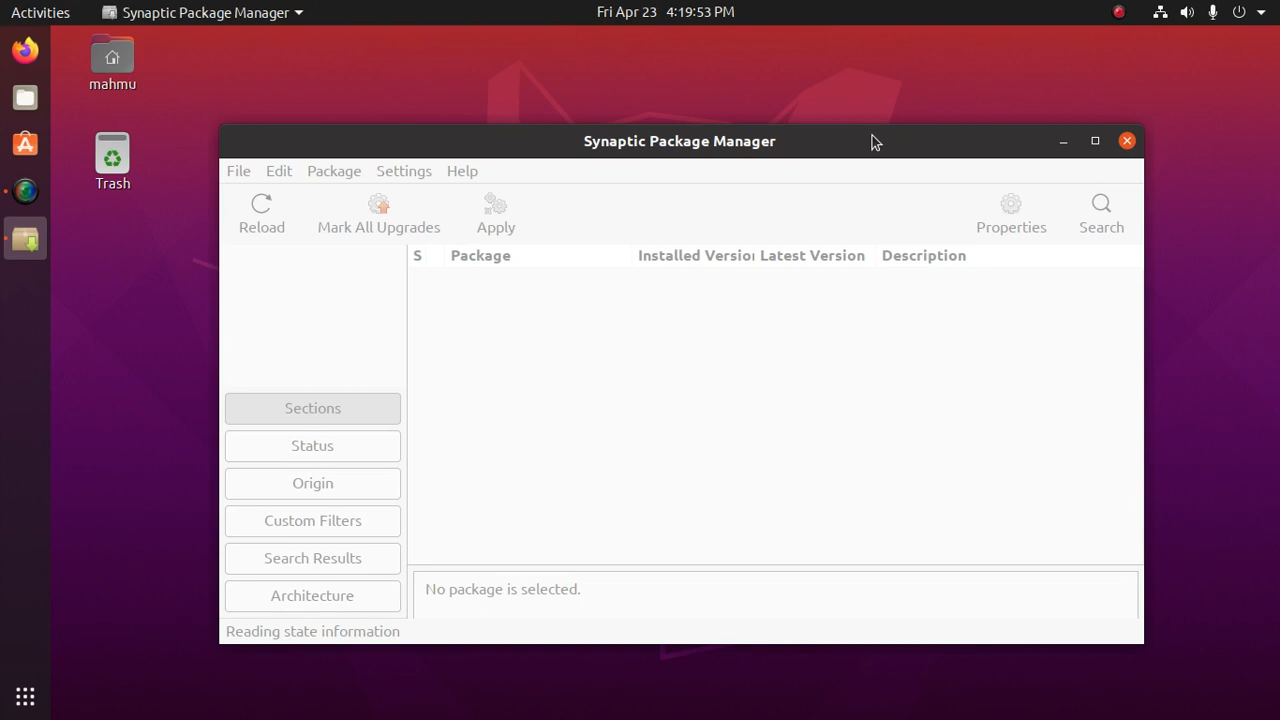 Activities
Synaptic Package Manager
Fri Apr 23 4:19:53 PM
mahmu
Trash
Synaptic Package Manager
File Edit Package Settings Help
Reload Mark All Upgrades Apply Properties Search
S Package Installed Version Latest Version Description
Sections
Status
Origin
Custom Filters
Search Results
Architecture
No package is selected.
Reading state information